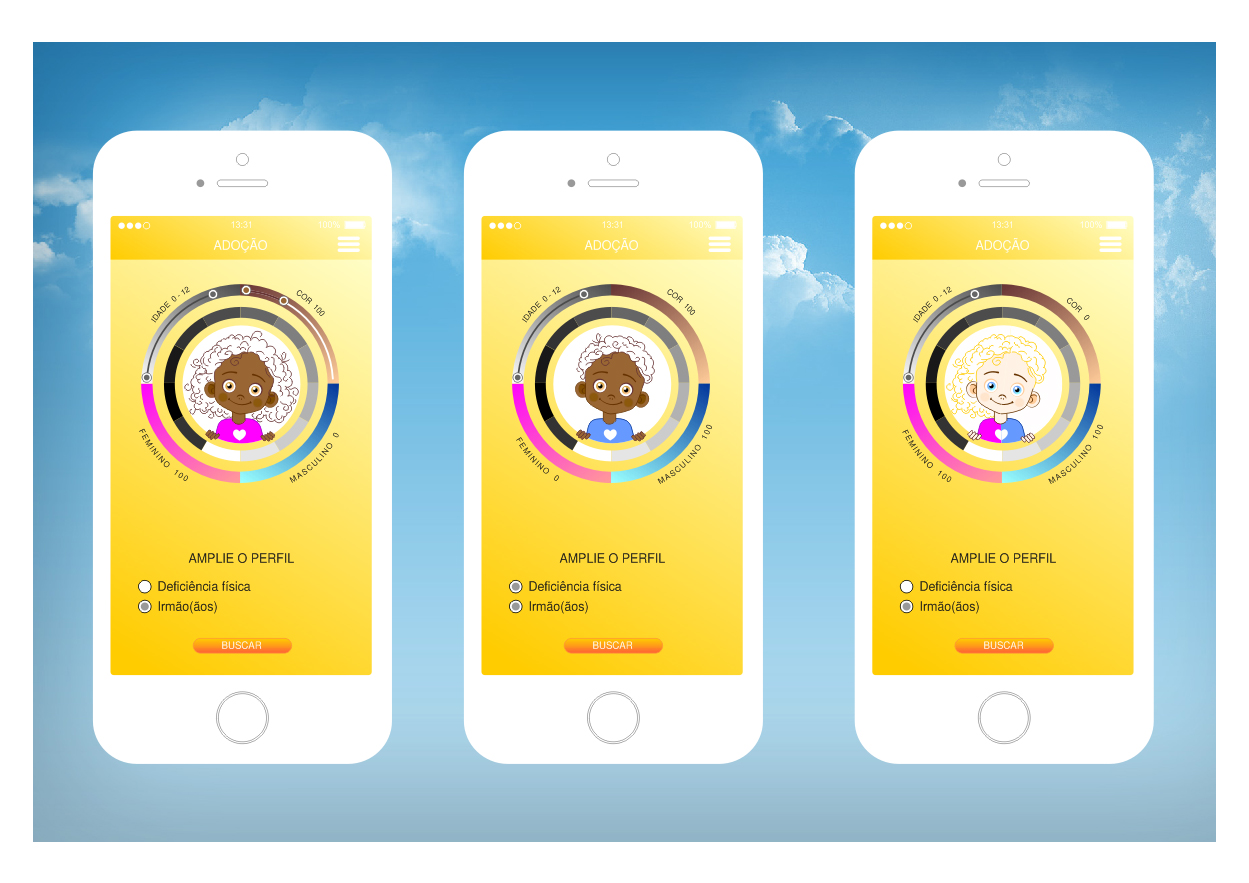 13:31 100%
ADOÇÃO
IDADE 0 - 12
COR 100
FEMININO 100
MASCULINO 0
AMPLIE O PERFIL
Deficiência física
Irmão(ãos)
BUSCAR
13:31 100%
ADOÇÃO
IDADE 0 - 12
COR 100
FEMININO 0
MASCULINO 100
AMPLIE O PERFIL
Deficiência física
Irmão(ãos)
BUSCAR
13:31 100%
ADOÇÃO
IDADE 0 - 12
COR 0
FEMININO 100
MASCULINO 100
AMPLIE O PERFIL
Deficiência física
Irmão(ãos)
BUSCAR